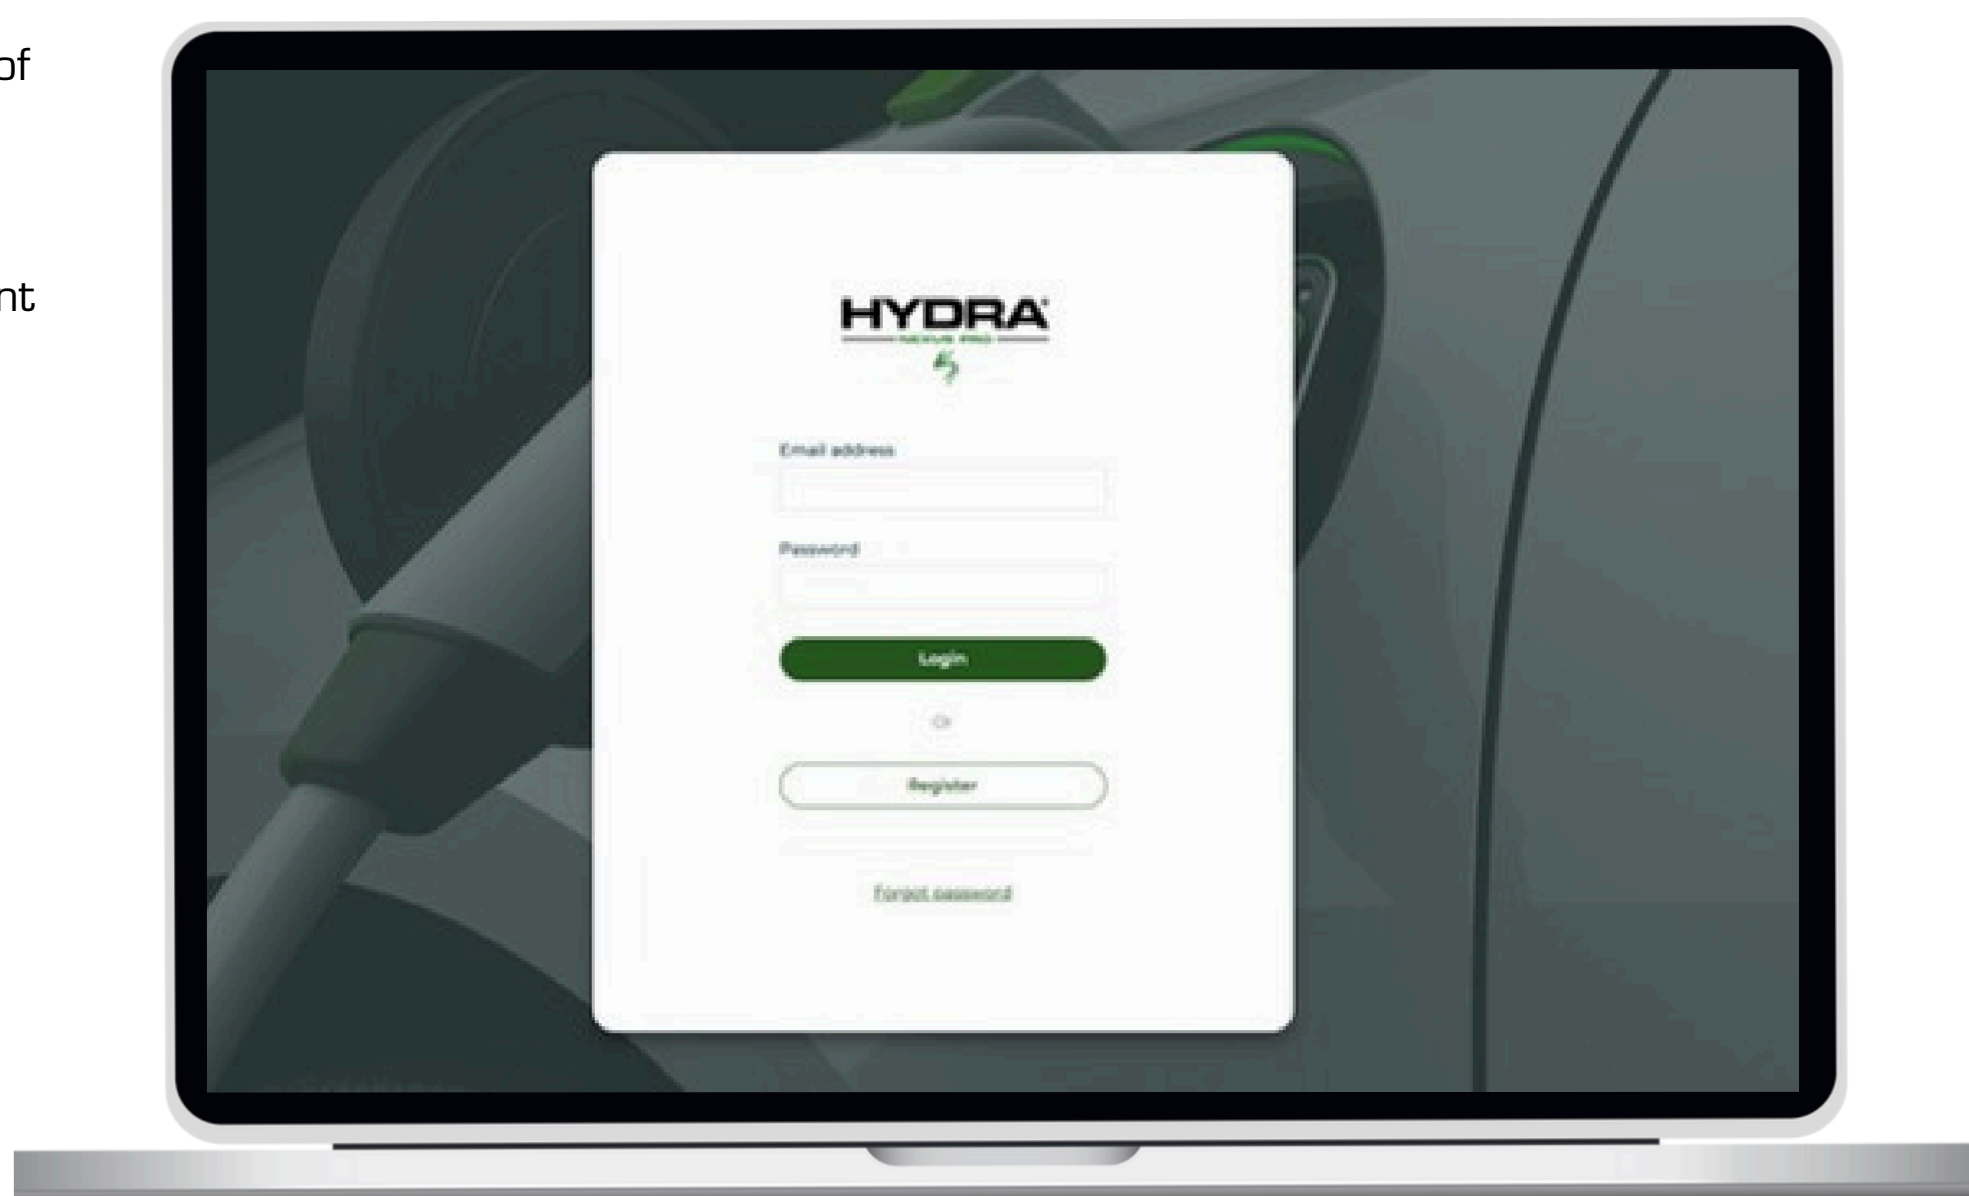 of
nt
HYDRA
NEXUS PRO
Email address
Password
Login
Or
Register
Forgot password